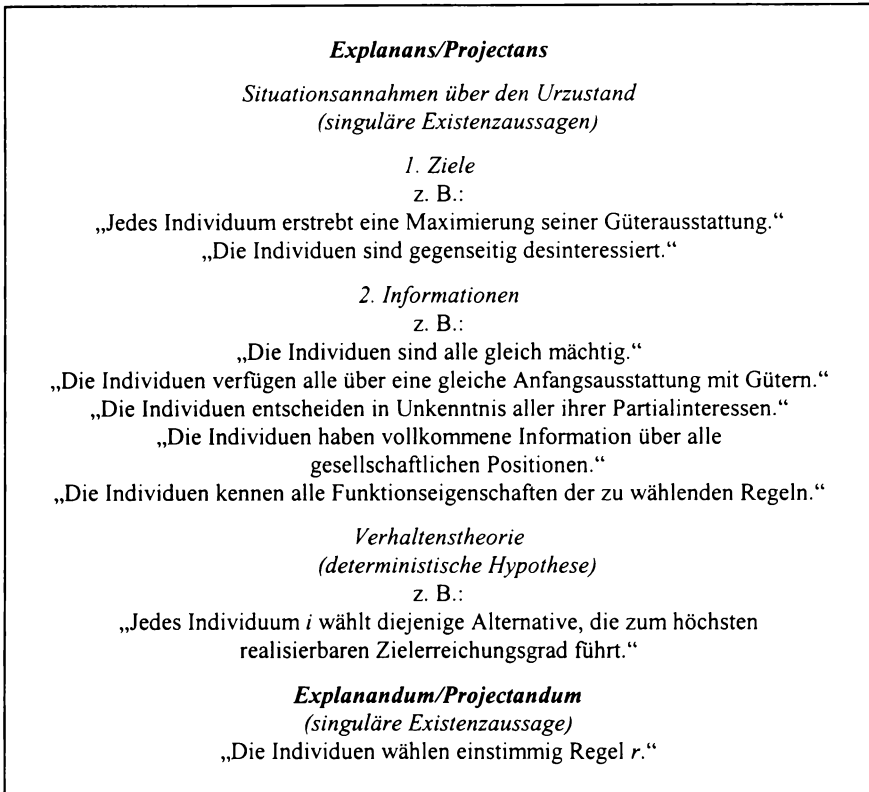 Explanans/Projectans
Situationsannahmen über den Urzustand
(singuläre Existenzaussagen)
1. Ziele
z. B.:
„Jedes Individuum erstrebt eine Maximierung seiner Güterausstattung.“
„Die Individuen sind gegenseitig desinteressiert.“
2. Informationen
z. B.:
„Die Individuen sind alle gleich mächtig.“
„Die Individuen verfügen alle über eine gleiche Anfangsausstattung mit Gütern.“
„Die Individuen entscheiden in Unkenntnis aller ihrer Partialinteressen.“
„Die Individuen haben vollkommene Information über alle
gesellschaftlichen Positionen.“
„Die Individuen kennen alle Funktionseigenschaften der zu wählenden Regeln.“
Verhaltenstheorie
(deterministische Hypothese)
z. B.:
„Jedes Individuum i wählt diejenige Alternative, die zum höchsten
realisierbaren Zielerreichungsgrad führt.“
Explanandum/Projectandum
(singuläre Existenzaussage)
„Die Individuen wählen einstimmig Regel r.“